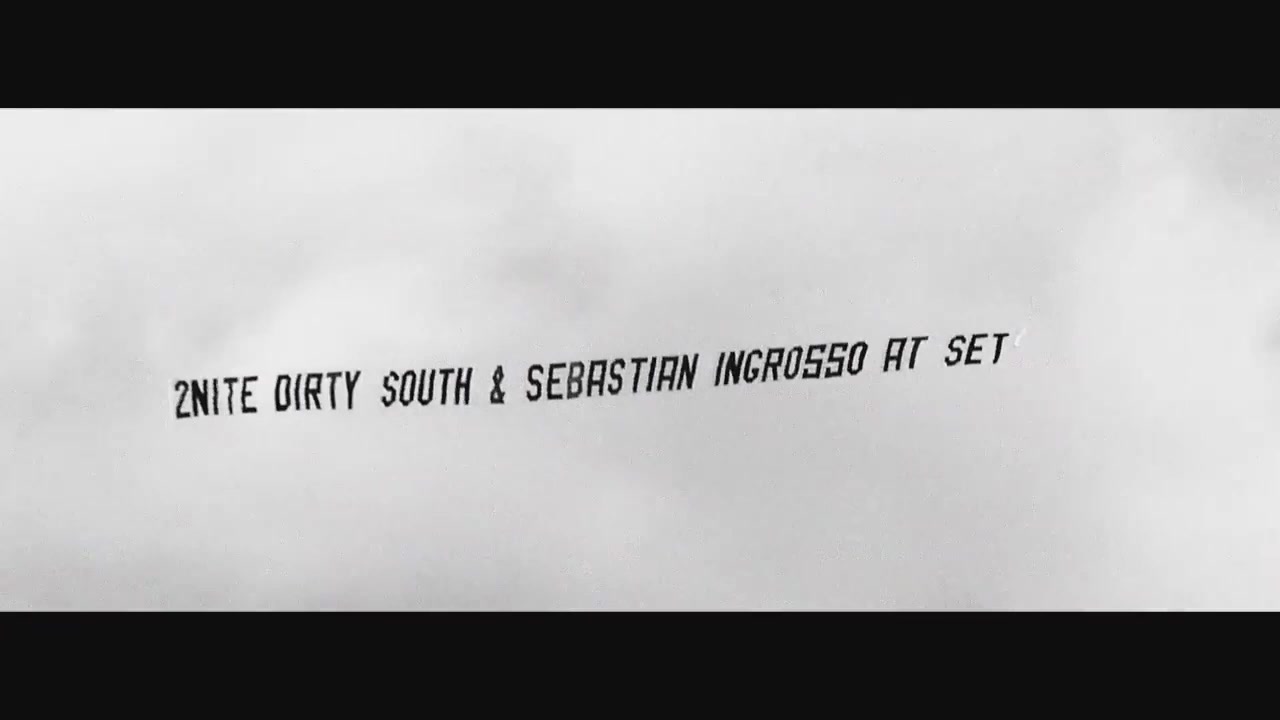 2NITE DIRTY SOUTH & SEBASTIAN INGROSSO AT SET